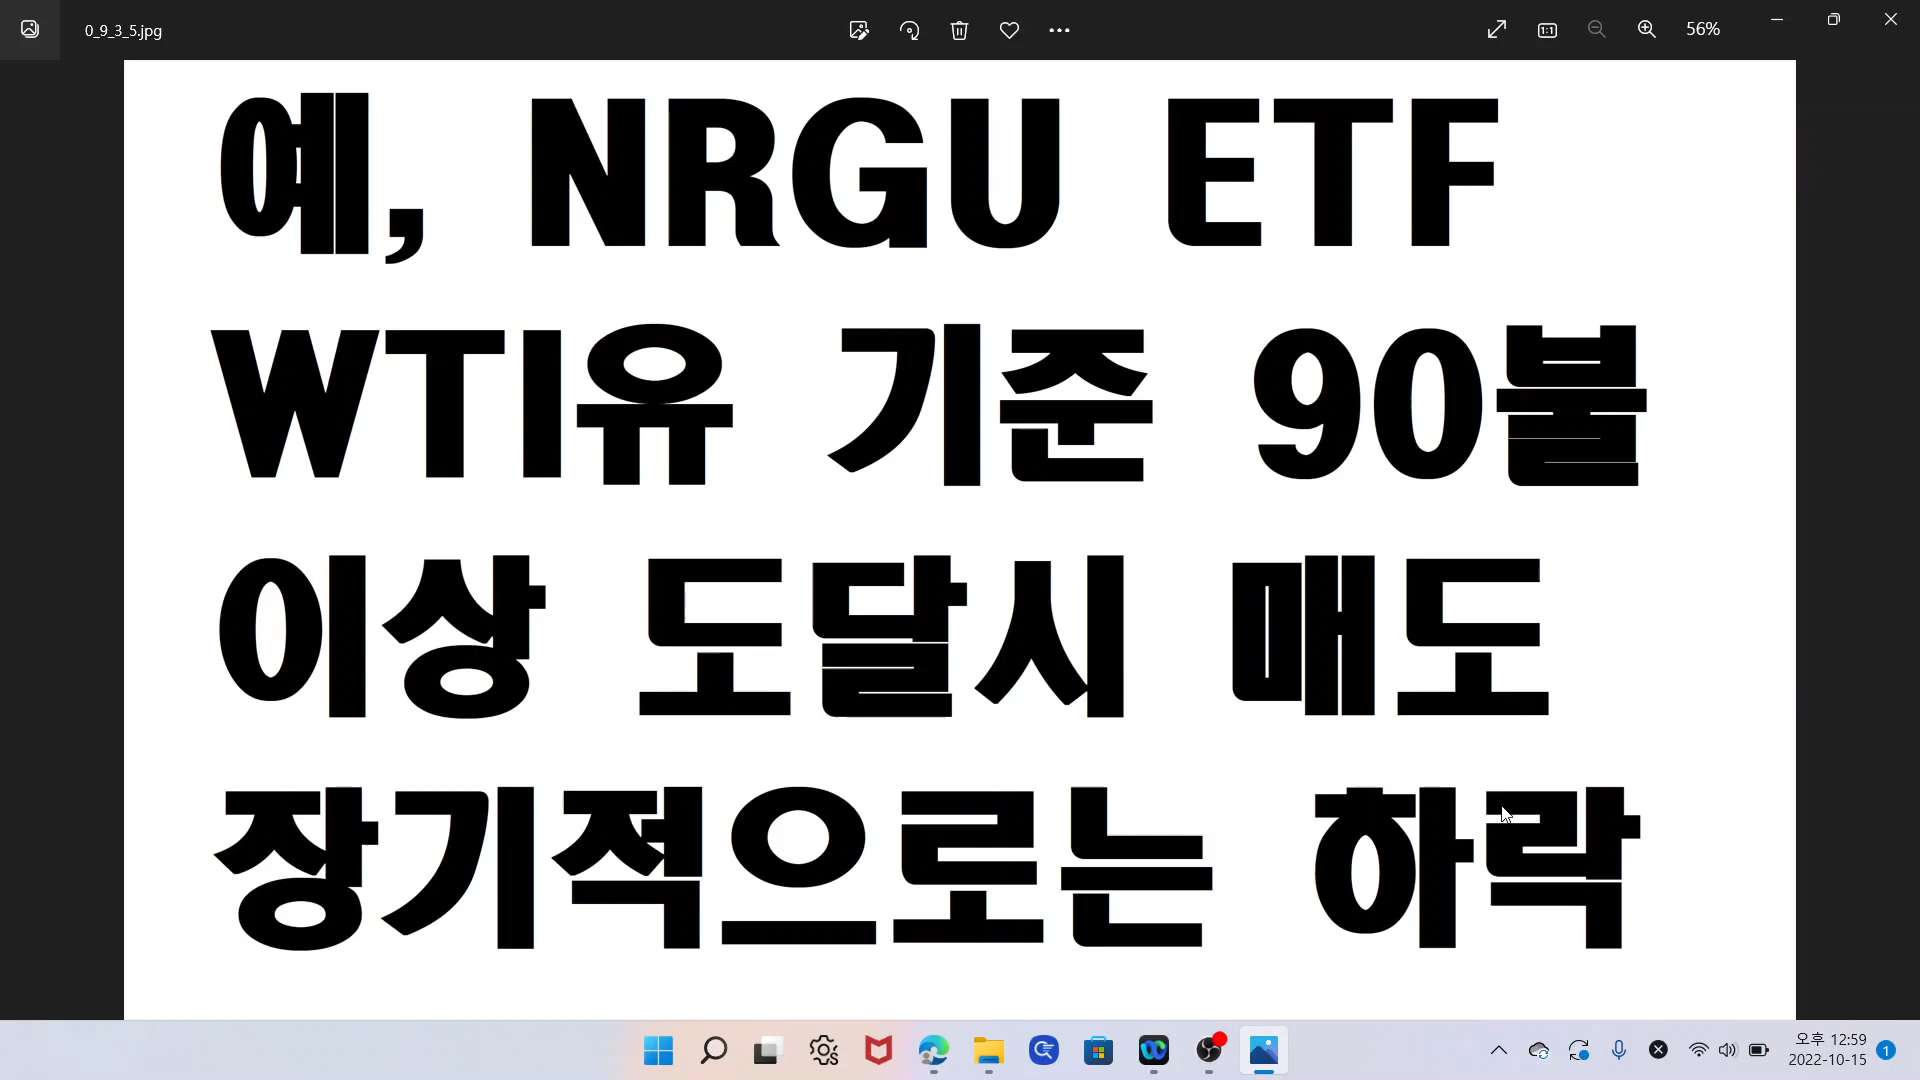 0_9_3_5.jpg
56%
예, NRGU ETF
WTI유 기준 90불
이상 도달시 매도
장기적으로는 하락
오후 12:59
2022-10-15
1